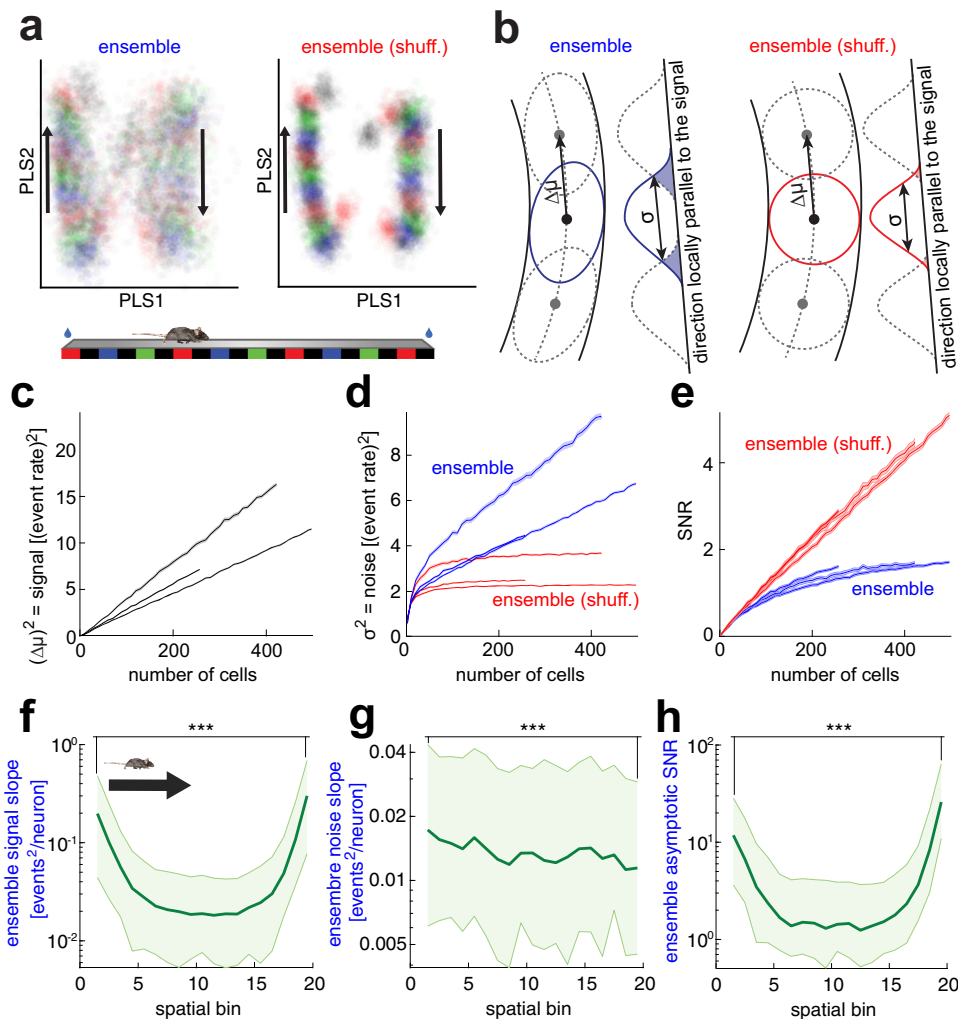 a
ensemble
ensemble (shuff.)
PLS2
PLS2
PLS1
PLS1
b
ensemble
ensemble (shuff.)
Δμ
σ
direction locally parallel to the signal
Δμ
σ
direction locally parallel to the signal
c
(Δμ)² = signal [(event rate)²]
20
15
10
5
0
0
200
400
number of cells
d
σ² = noise [(event rate)²]
8
6
4
2
0
ensemble
ensemble (shuff.)
0
200
400
number of cells
e
SNR
4
2
0
ensemble (shuff.)
ensemble
0
200
400
number of cells
f
***
ensemble signal slope
[events²/neuron]
10⁰
10⁻¹
10⁻²
0
5
10
15
20
spatial bin
g
***
ensembre noise slope
[events²/neuron]
0.04
0.02
0.01
0.005
0
5
10
15
20
spatial bin
h
***
ensemble asymptotic SNR
10²
10¹
10⁰
0
5
10
15
20
spatial bin